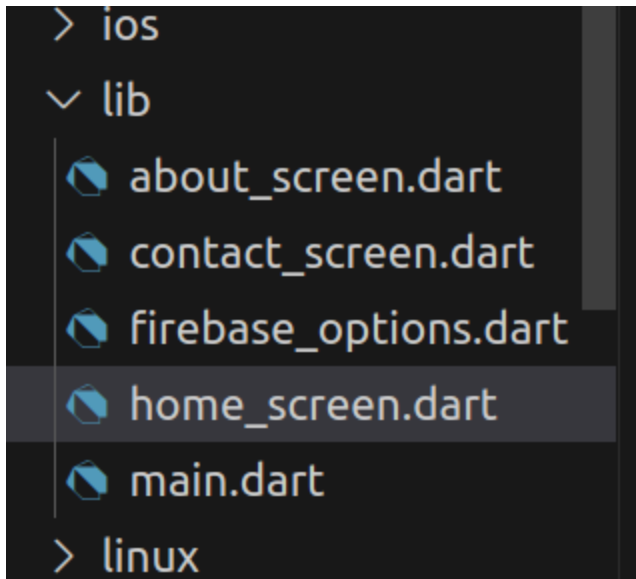 ios
lib
about_screen.dart
contact_screen.dart
firebase_options.dart
home_screen.dart
main.dart
linux